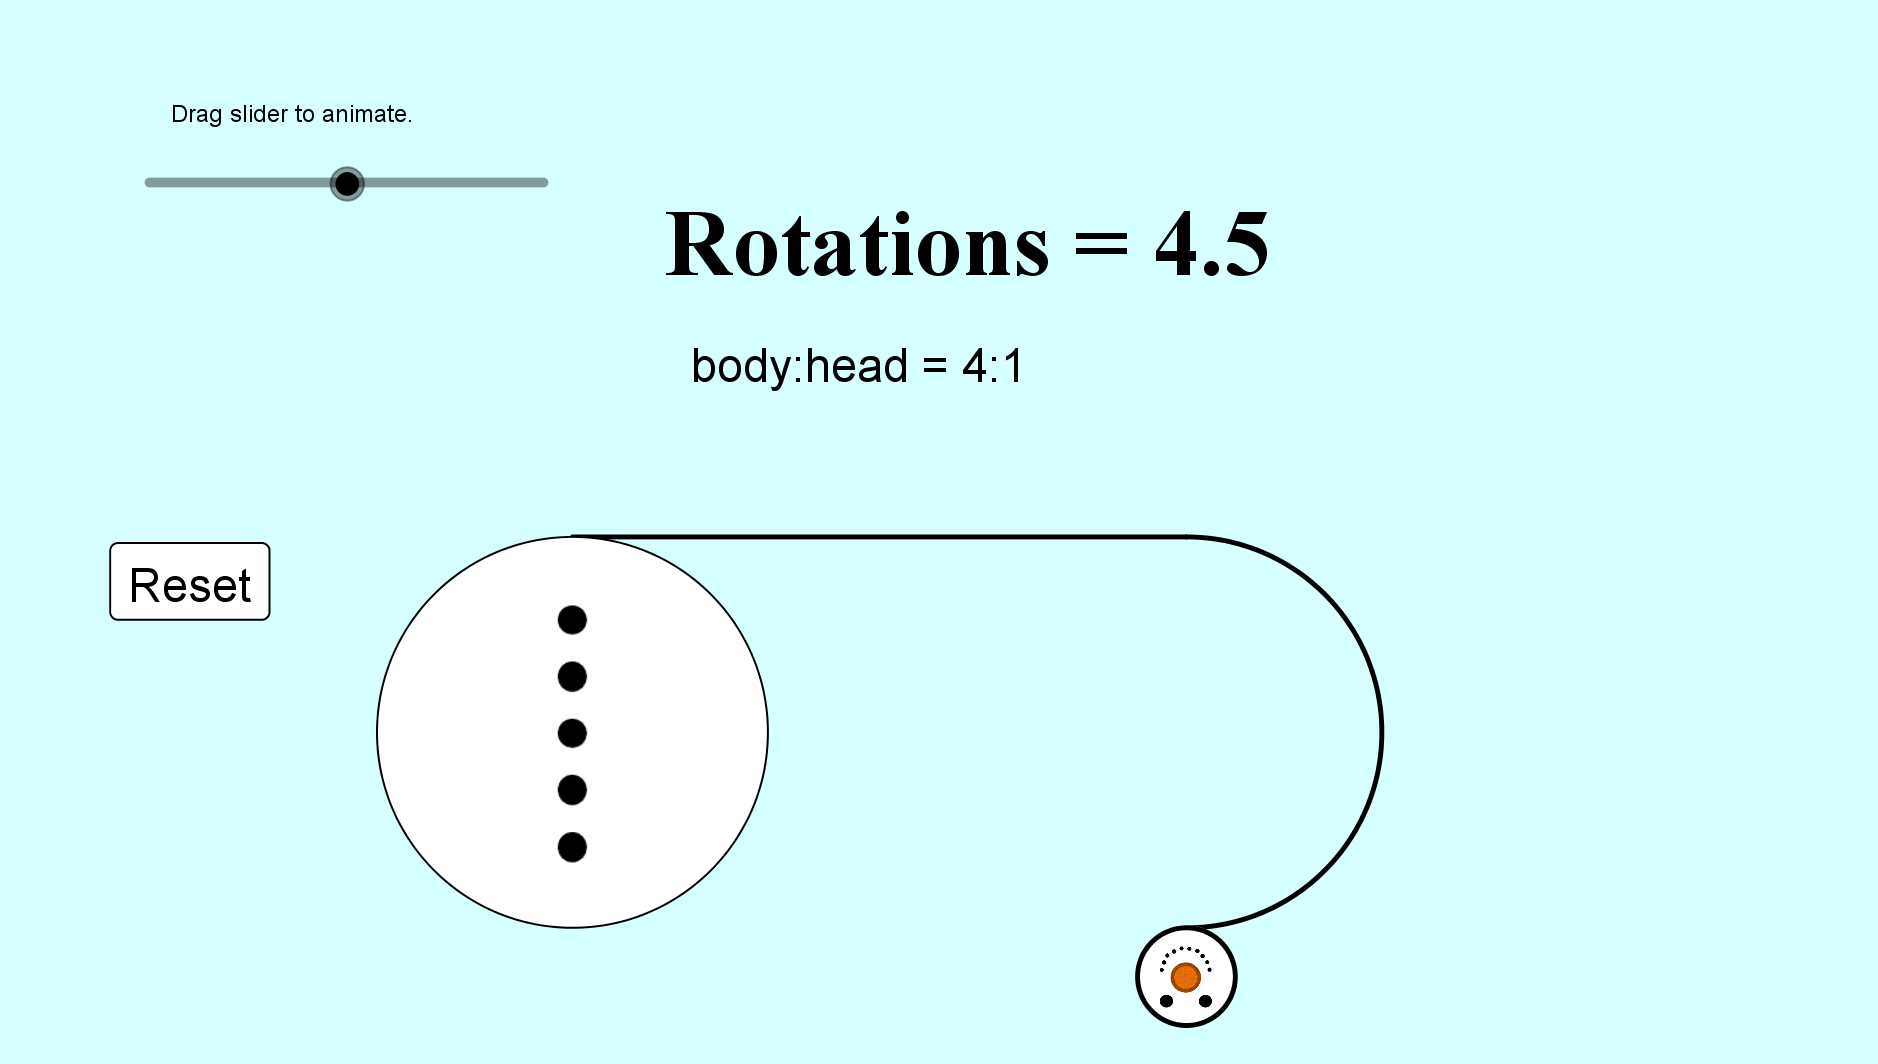 Drag slider to animate.
Rotations = 4.5
body:head = 4:1
Reset